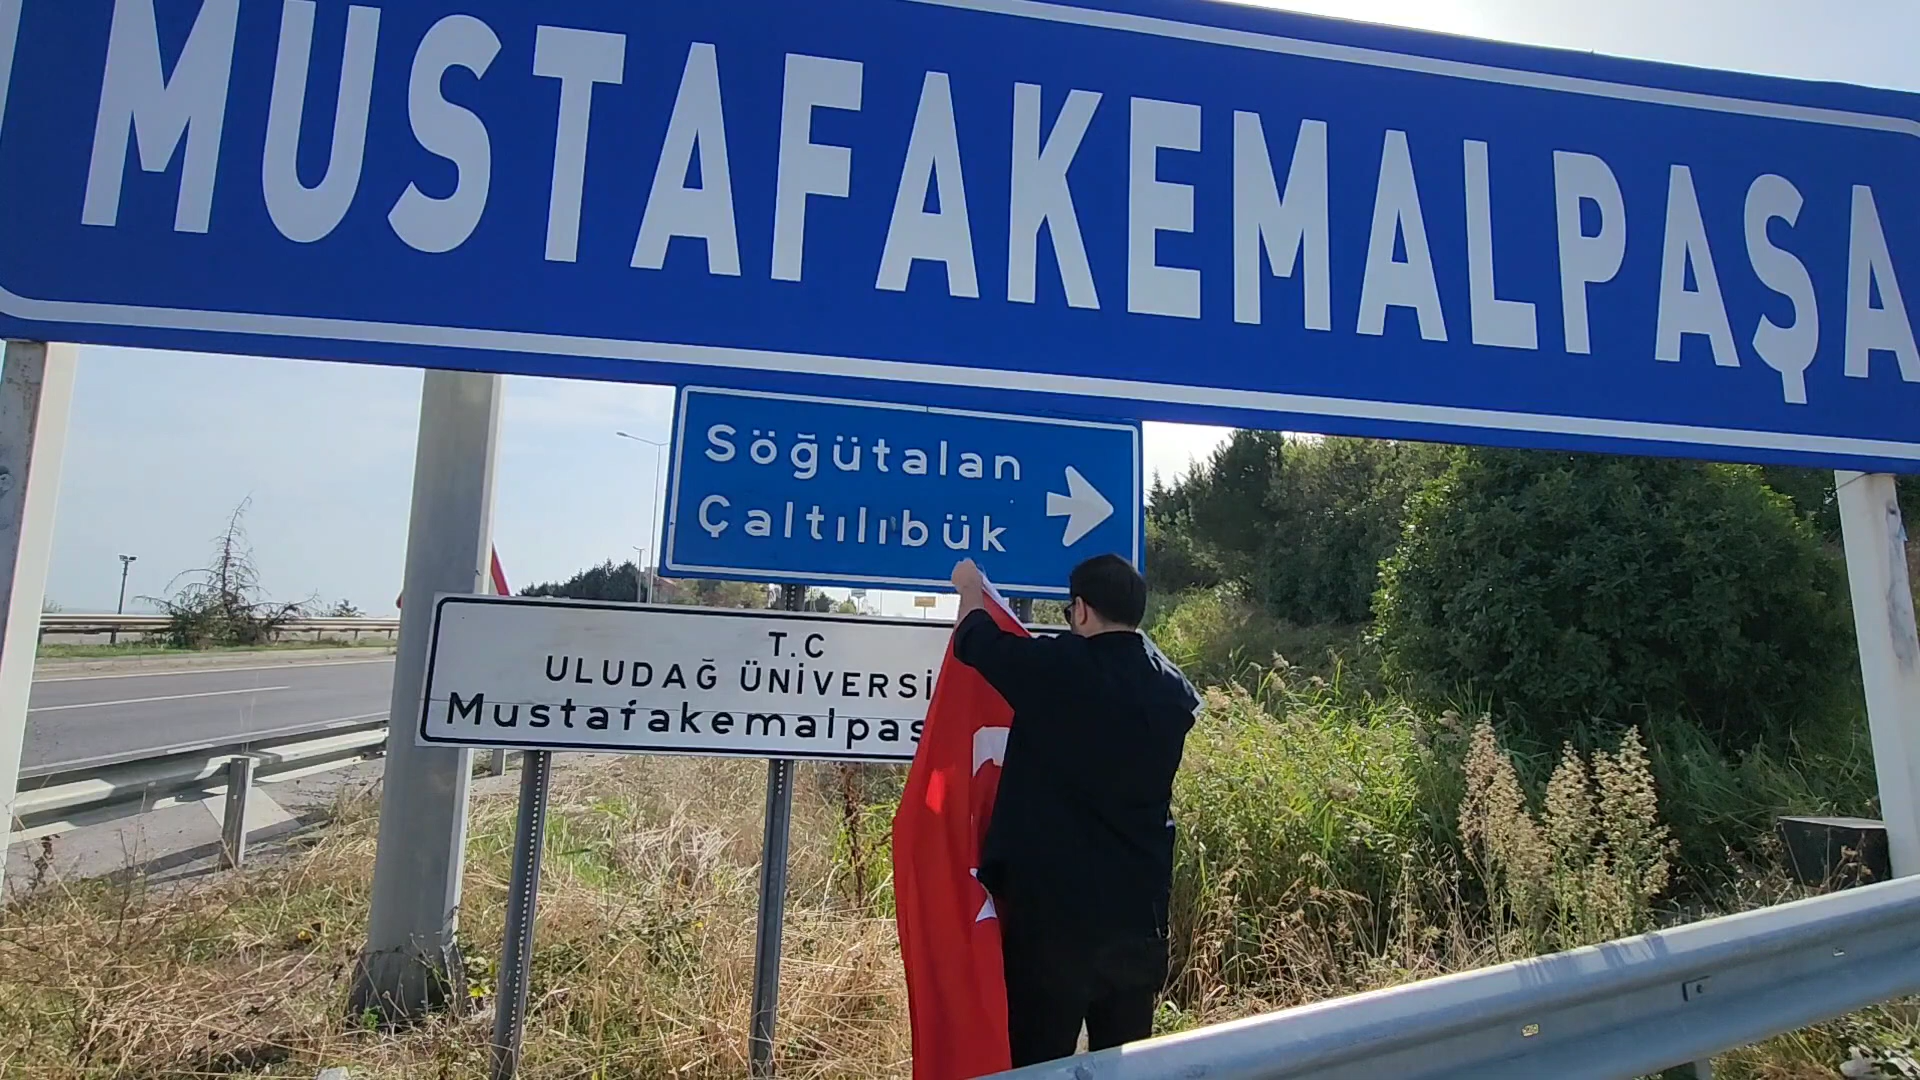 MUSTAFAKEMALPAŞA
Söğütalan
Çaltılıbük
T.C
ULUDAĞ ÜNİVERSİ
Mustafakemalpaş